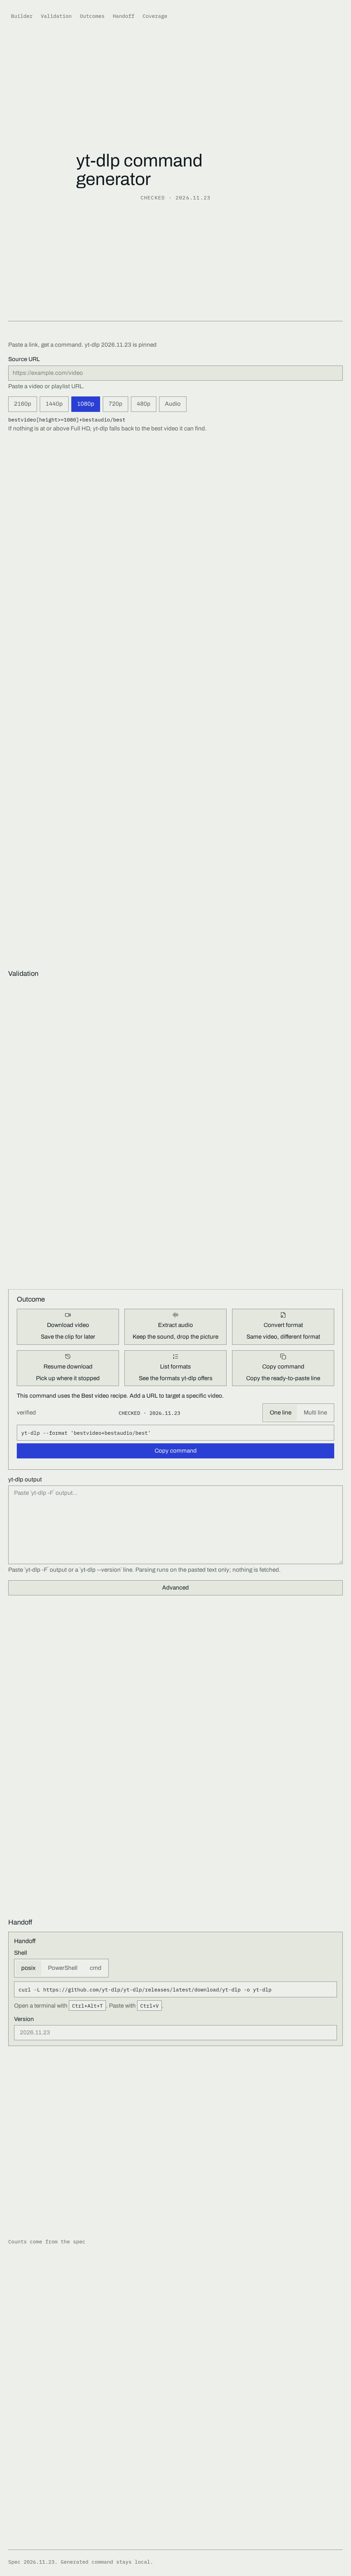 Builder Validation Outcomes Handoff Coverage
yt-dlp command
generator
CHECKED · 2026.11.23
Paste a link, get a command. yt-dlp 2026.11.23 is pinned
Source URL
https://example.com/video
Paste a video or playlist URL.
2160p 1440p 1080p 720p 480p Audio
bestvideo[height>=1080]+bestaudio/best
If nothing is at or above Full HD, yt-dlp falls back to the best video it can find.
Validation
Outcome
Download video Extract audio Convert format
Save the clip for later Keep the sound, drop the picture Same video, different format
Resume download List formats Copy command
Pick up where it stopped See the formats yt-dlp offers Copy the ready-to-paste line
This command uses the Best video recipe. Add a URL to target a specific video.
verified CHECKED · 2026.11.23 One line Multi line
yt-dlp --format 'bestvideo+bestaudio/best'
Copy command
yt-dlp output
Paste `yt-dlp -F` output...
Paste `yt-dlp -F` output or a `yt-dlp --version` line. Parsing runs on the pasted text only; nothing is fetched.
Advanced
Handoff
Handoff
Shell
posix PowerShell cmd
curl -L https://github.com/yt-dlp/yt-dlp/releases/latest/download/yt-dlp -o yt-dlp
Open a terminal with Ctrl+Alt+T. Paste with Ctrl+V.
Version
2026.11.23
Counts come from the spec
Spec 2026.11.23. Generated command stays local.